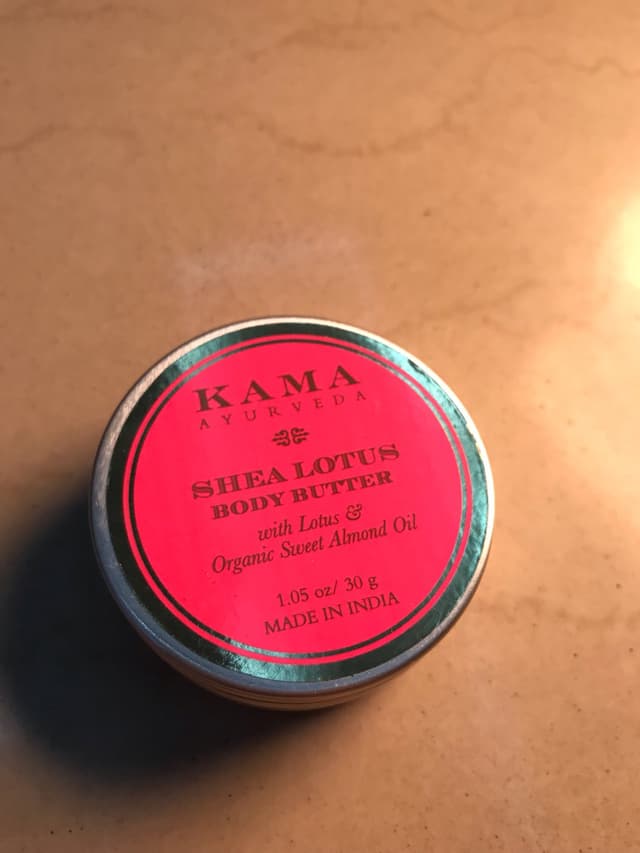 KAMA
AYURVEDA
SHEA LOTUS
BODY BUTTER
with Lotus &
Organic Sweet Almond Oil
1.05 oz/ 30 g
MADE IN INDIA